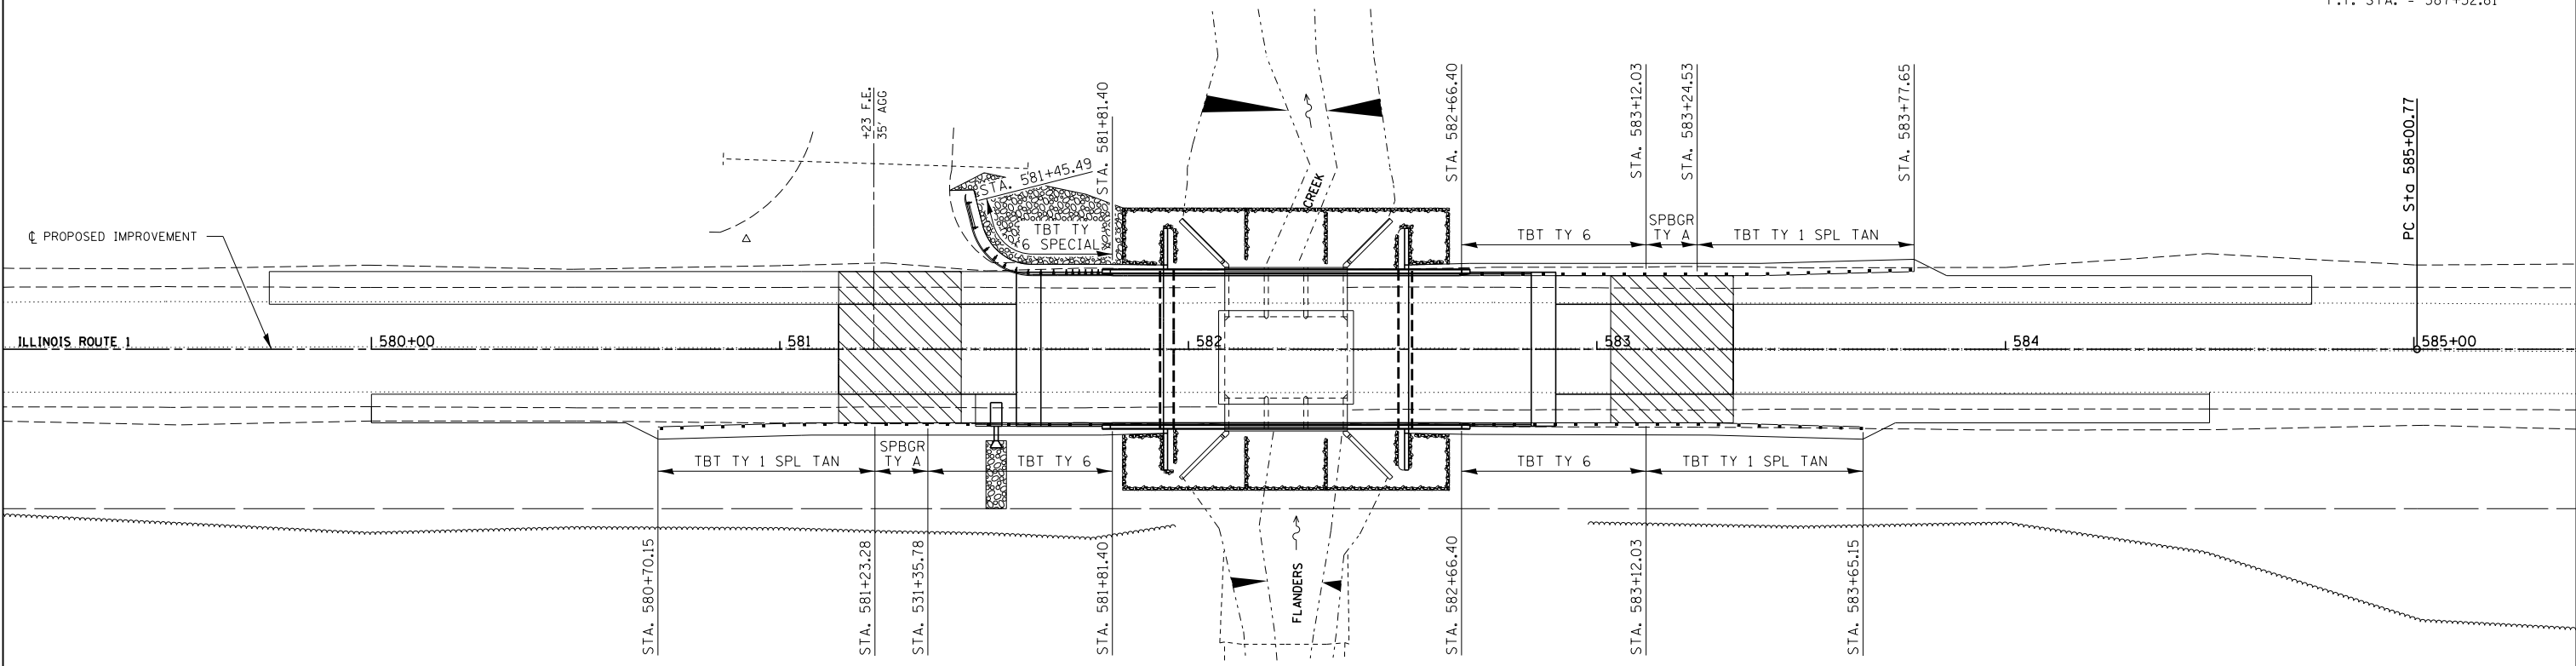 P.T. STA. = 587+52.81
+23 F.E.
35' AGG
STA. 581+45.49
STA. 581+81.40
TBT TY
6 SPECIAL
CREEK
STA. 582+66.40
STA. 583+12.03
STA. 583+24.53
STA. 583+77.65
PC Sta 585+00.77
℄ PROPOSED IMPROVEMENT
TBT TY 6
SPBGR
TY A
TBT TY 1 SPL TAN
ILLINOIS ROUTE 1
580+00
581
582
583
584
585+00
TBT TY 1 SPL TAN
SPBGR
TY A
TBT TY 6
TBT TY 6
TBT TY 1 SPL TAN
STA. 580+70.15
STA. 581+23.28
STA. 531+35.78
STA. 581+81.40
FLANDERS
STA. 582+66.40
STA. 583+12.03
STA. 583+65.15